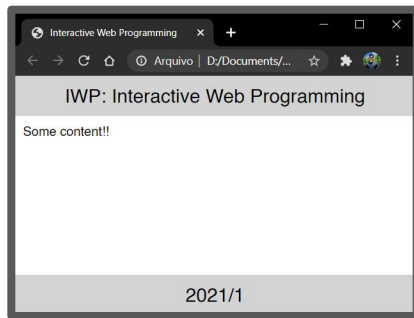 Interactive Web Programming
Arquivo | D:/Documents/...
IWP: Interactive Web Programming
Some content!!
2021/1